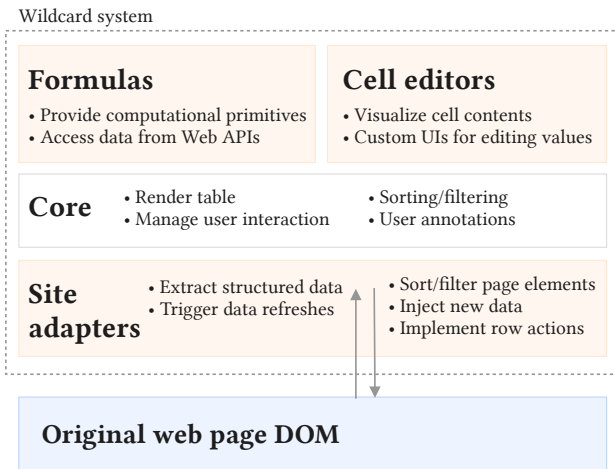 Wildcard system
Formulas
• Provide computational primitives
• Access data from Web APIs
Cell editors
• Visualize cell contents
• Custom UIs for editing values
Core
• Render table
• Manage user interaction
• Sorting/filtering
• User annotations
Site
adapters
• Extract structured data
• Trigger data refreshes
• Sort/filter page elements
• Inject new data
• Implement row actions
Original web page DOM